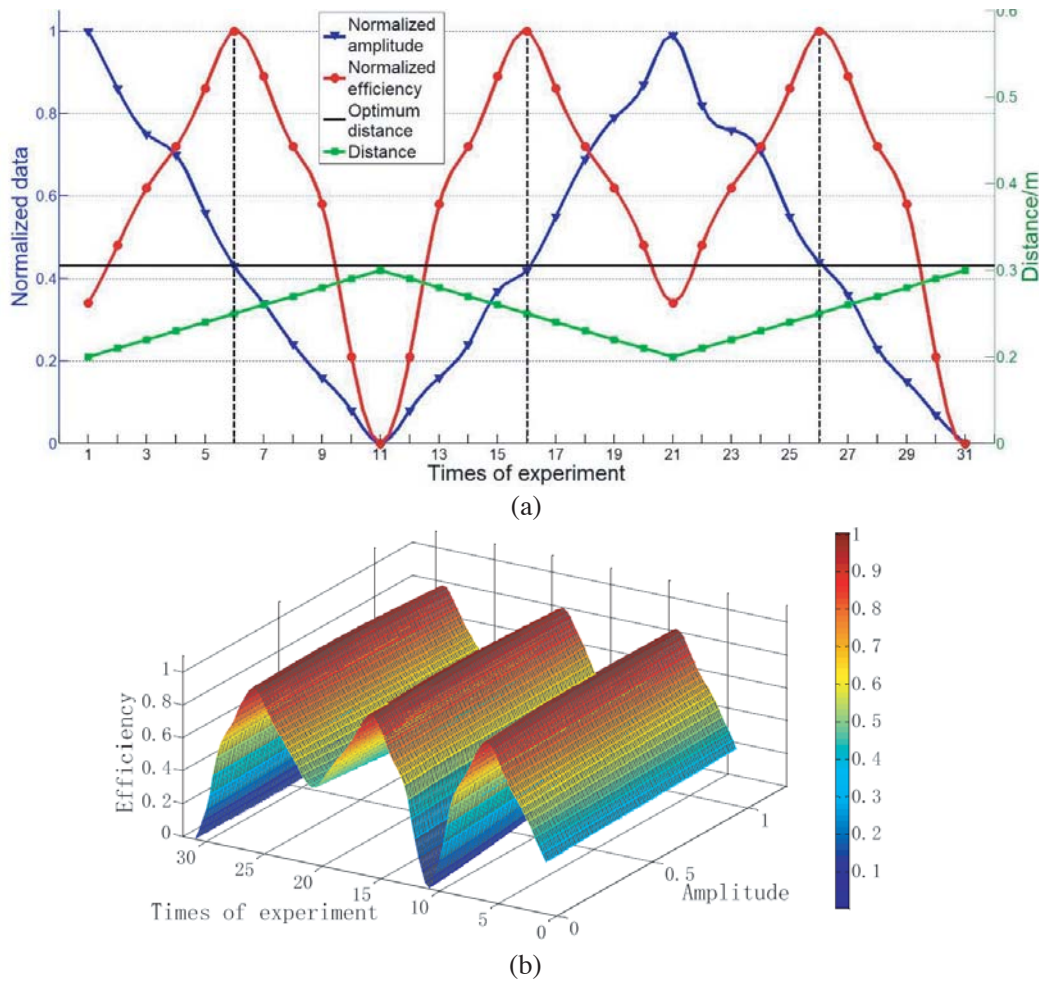 Normalized amplitude
Normalized efficiency
Optimum distance
Distance
Normalized data
1
0.8
0.6
0.4
0.2
0
Distance/m
0.6
0.5
0.4
0.3
0.2
0
1 3 5 7 9 11 13 15 17 19 21 23 25 27 29 31
Times of experiment
(a)
Efficiency
1
0.8
0.6
0.4
0.2
0
30 25 20 15 10 5 0
Times of experiment
0 0.5 1
Amplitude
1
0.9
0.8
0.7
0.6
0.5
0.4
0.3
0.2
0.1
(b)